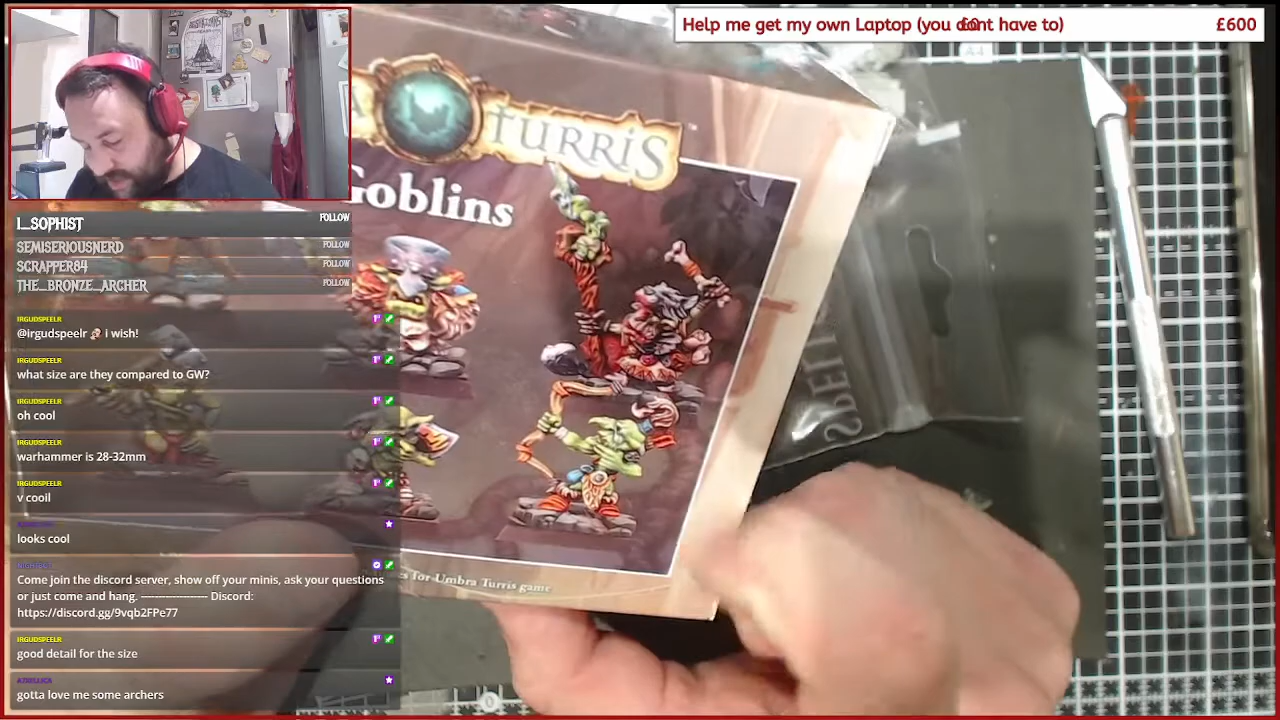 Help me get my own Laptop (you dont have to) £600
TURRIS
Goblins
I_SOPHIST FOLLOW
SEMISERIOUSNERD FOLLOW
SCRAPPER84 FOLLOW
THE_BRONZE_ARCHER FOLLOW
IRGUDSPEELR
@irgudspeelr i wish!
IRGUDSPEELR
what size are they compared to GW?
IRGUDSPEELR
oh cool
IRGUDSPEELR
warhammer is 28-32mm
IRGUDSPEELR
v cooil
looks cool
Come join the discord server, show off your minis, ask your questions
or just come and hang. ------------------- Discord:
https://discord.gg/9vqb2FPe77
for Umbra Turris game
IRGUDSPEELR
good detail for the size
gotta love me some archers